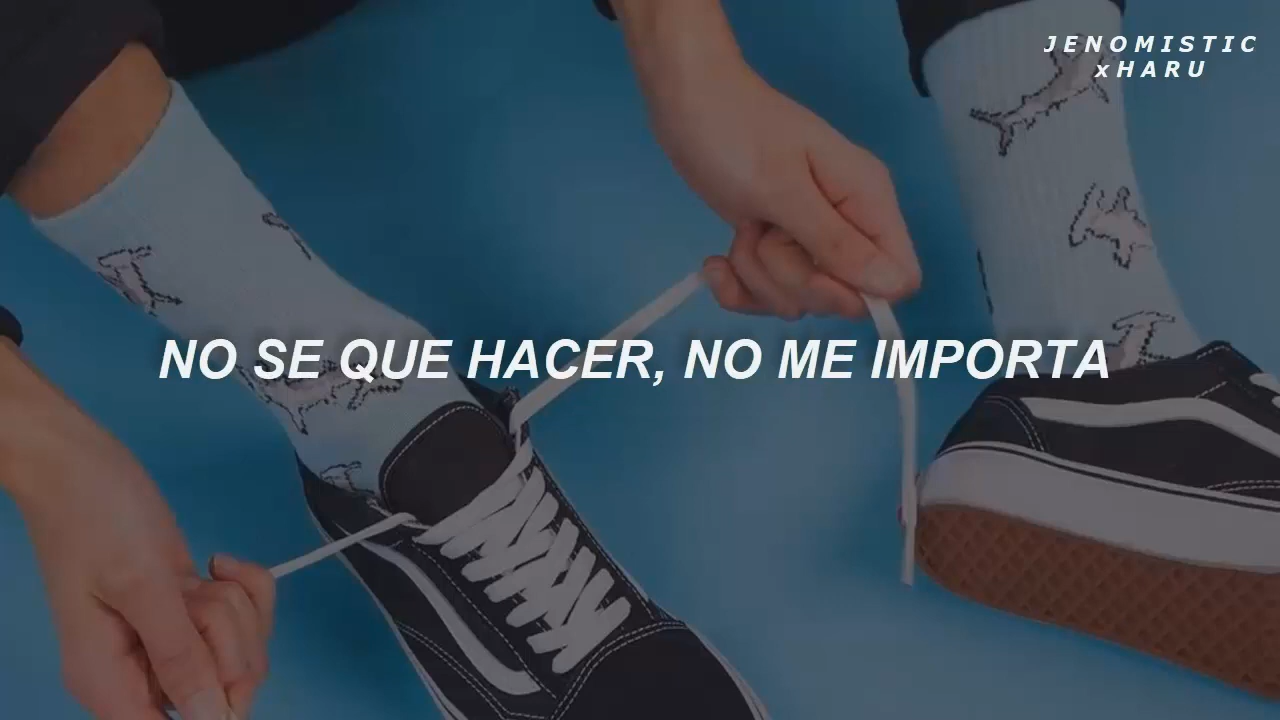 JENOMISTIC
xHARU
NO SE QUE HACER, NO ME IMPORTA